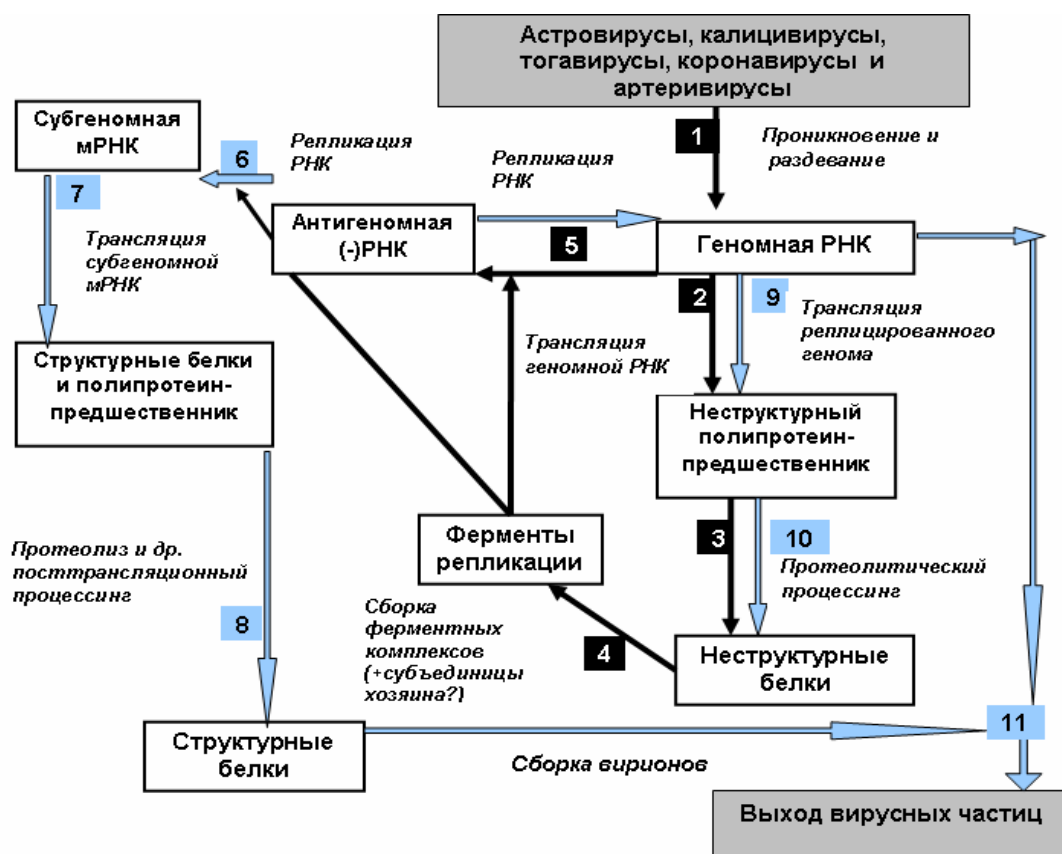 Астровирусы, калицивирусы,
тогавирусы, коронавирусы и
артеривирусы
1
Проникновение и
раздевание
Субгеномная
мРНК
6
Репликация
РНК
Репликация
РНК
7
Трансляция
субгеномной
мРНК
Антигеномная
(-)РНК
5
Геномная РНК
2
9
Трансляция
реплицированного
генома
Трансляция
геномной РНК
Структурные белки
и полипротеин-
предшественник
Неструктурный
полипротеин-
предшественник
3
10
Протеолитический
процессинг
Ферменты
репликации
Протеолиз и др.
посттрансляционный
процессинг
8
Сборка
ферментных
комплексов
(+субъединицы
хозяина?)
4
Неструктурные
белки
11
Структурные
белки
Сборка вирионов
Выход вирусных частиц